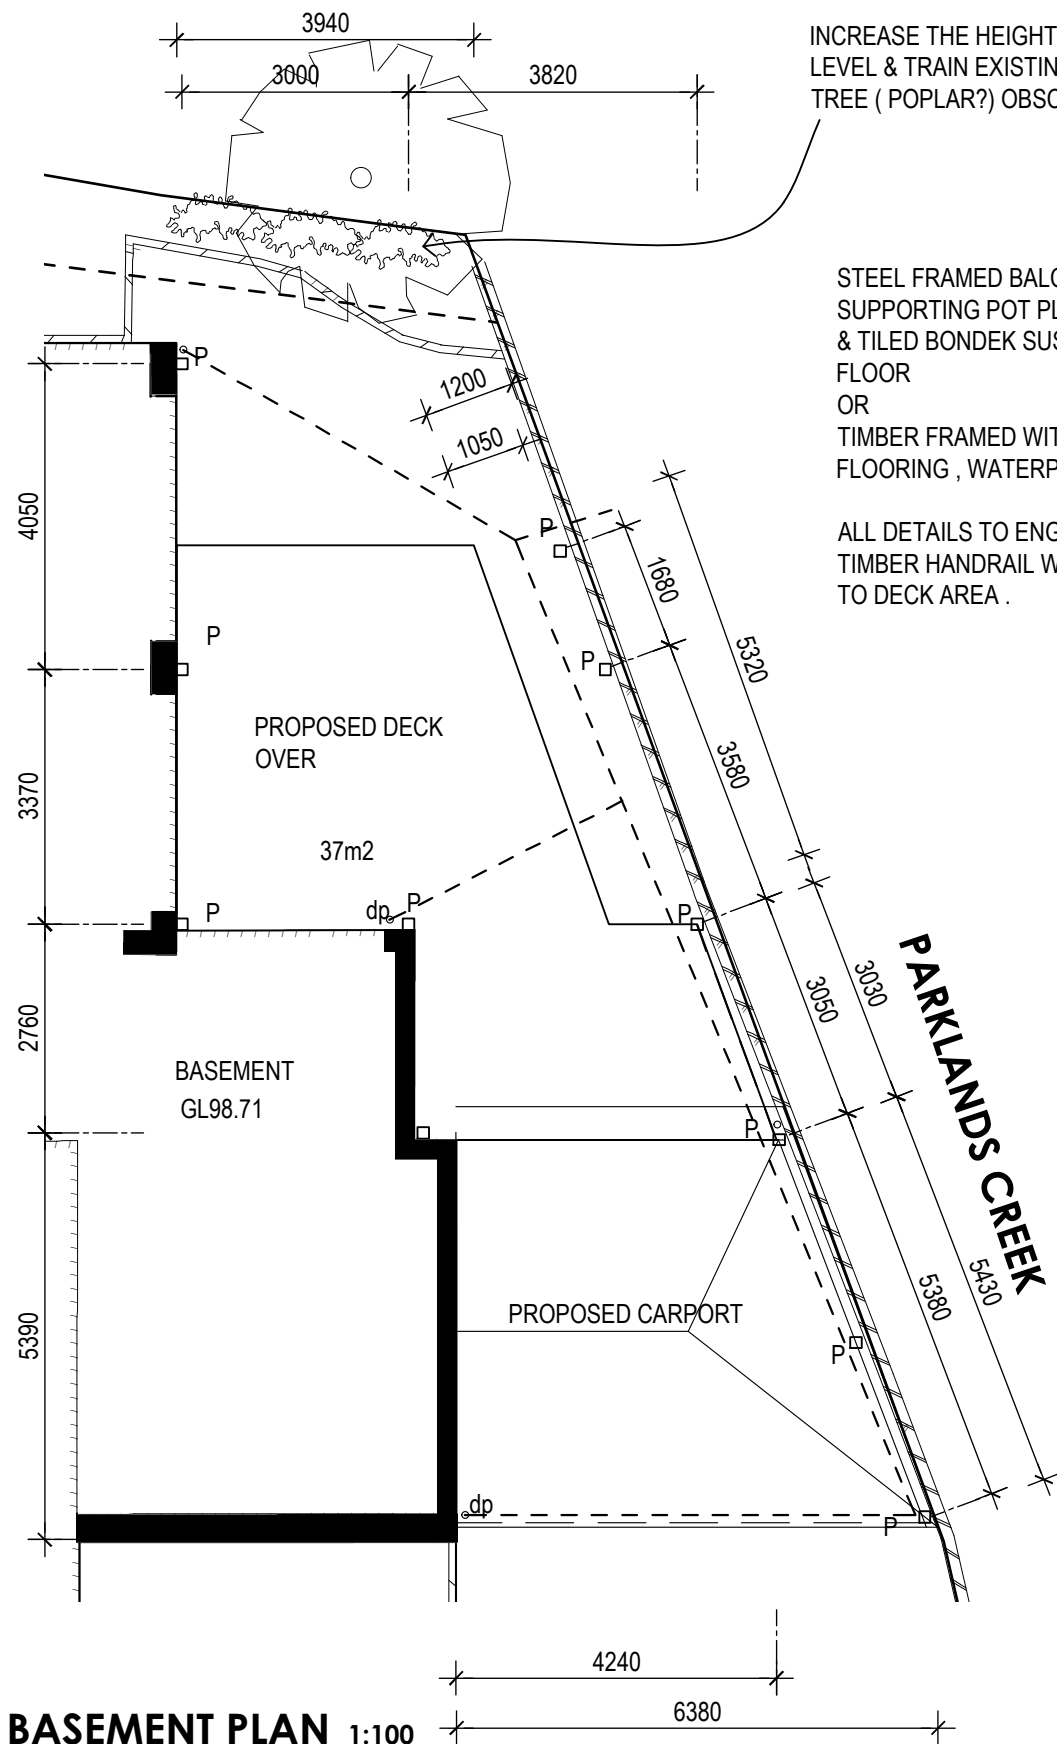 3940
3000
3820
INCREASE THE HEIGHT
LEVEL & TRAIN EXISTIN
TREE ( POPLAR?) OBSC
STEEL FRAMED BALC
SUPPORTING POT PL
& TILED BONDEK SUS
FLOOR
OR
TIMBER FRAMED WIT
FLOORING , WATERP
ALL DETAILS TO ENG
TIMBER HANDRAIL W
TO DECK AREA .
P
1200
1050
4050
P
1680
5320
P
P
3580
PROPOSED DECK
OVER
3370
37m2
P
dp
P
P
3030
3050
2760
BASEMENT
GL98.71
PARKLANDS CREEK
P
5430
5380
PROPOSED CARPORT
5390
P
dp
P
4240
6380
BASEMENT PLAN 1:100